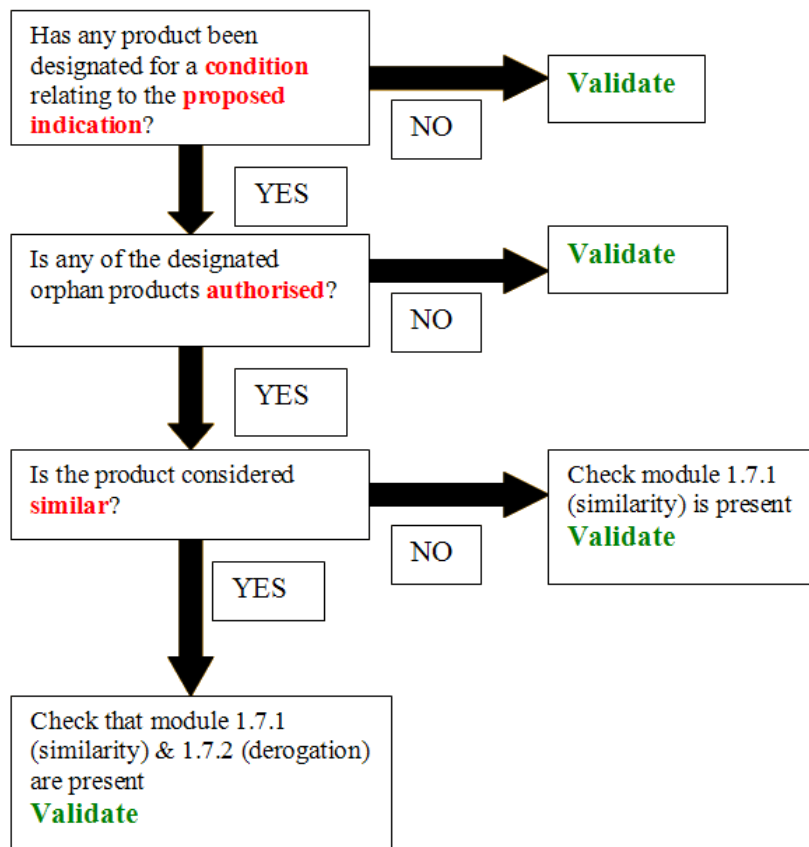 Has any product been
designated for a condition
relating to the proposed
indication?
Validate
NO
YES
Is any of the designated
orphan products authorised?
Validate
NO
YES
Is the product considered
similar?
Check module 1.7.1
(similarity) is present
Validate
NO
YES
Check that module 1.7.1
(similarity) & 1.7.2 (derogation)
are present
Validate